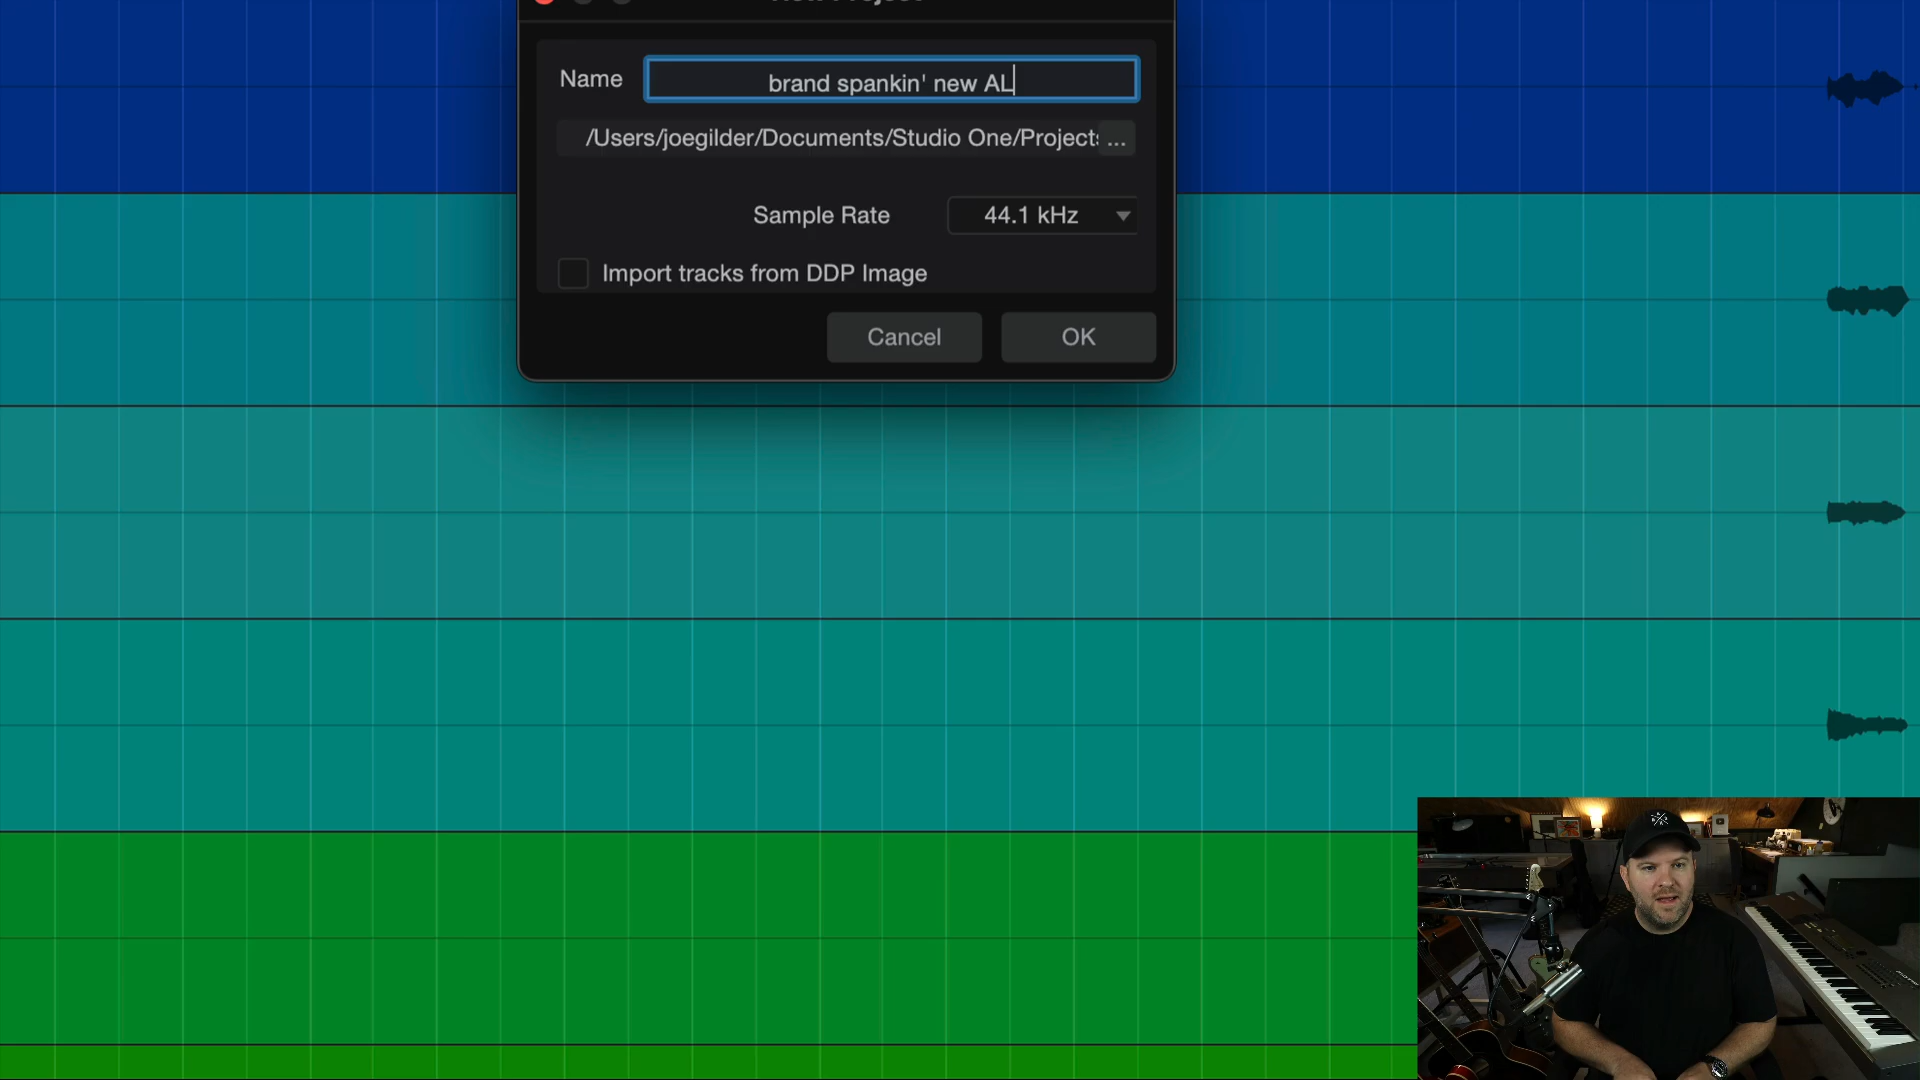 Name
brand spankin' new AL
/Users/joegilder/Documents/Studio One/Projects
...
Sample Rate
44.1 kHz
Import tracks from DDP Image
Cancel
OK